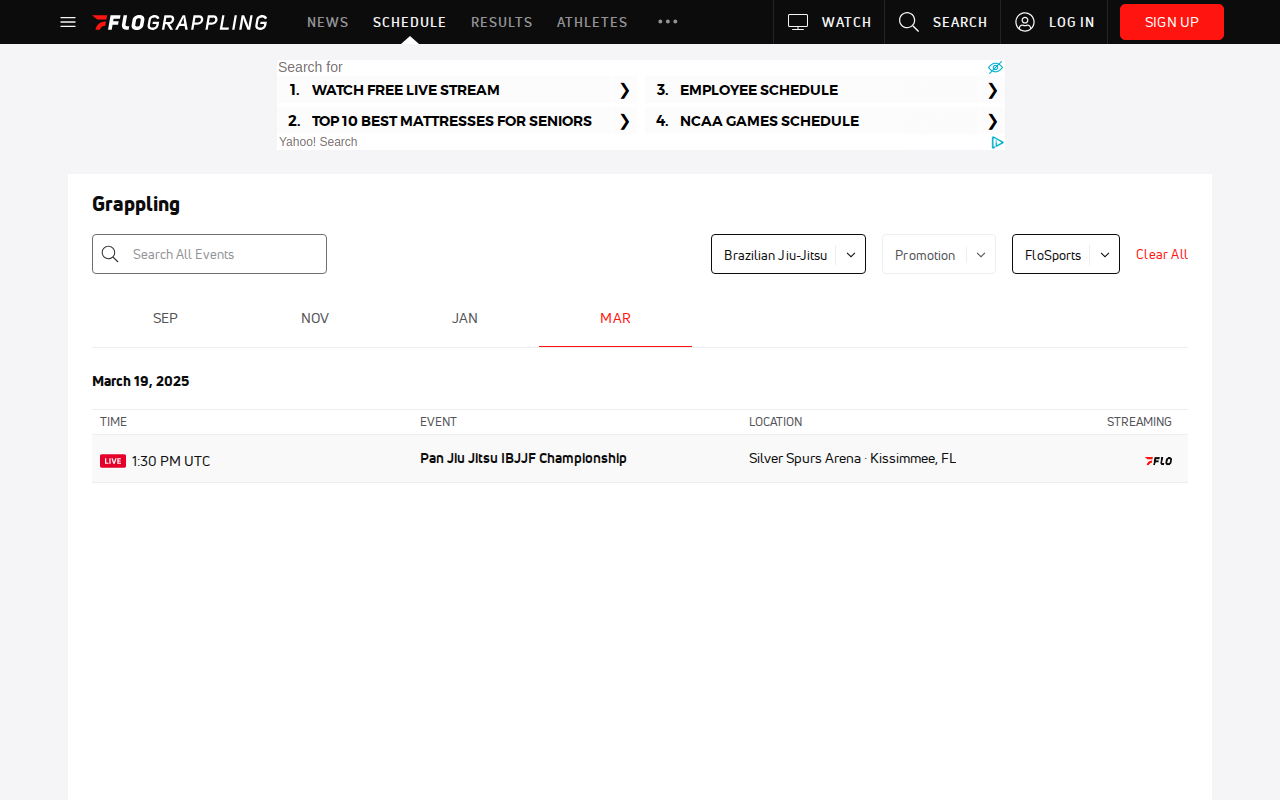 FLOGRAPPLING NEWS SCHEDULE RESULTS ATHLETES WATCH SEARCH LOG IN SIGN UP
Search for
1. WATCH FREE LIVE STREAM ❯ 3. EMPLOYEE SCHEDULE ❯
2. TOP 10 BEST MATTRESSES FOR SENIORS ❯ 4. NCAA GAMES SCHEDULE ❯
Yahoo! Search
Grappling
Search All Events Brazilian Jiu-Jitsu Promotion FloSports Clear All
SEP NOV JAN MAR
March 19, 2025
TIME EVENT LOCATION STREAMING
LIVE 1:30 PM UTC Pan Jiu Jitsu IBJJF Championship Silver Spurs Arena · Kissimmee, FL FLO